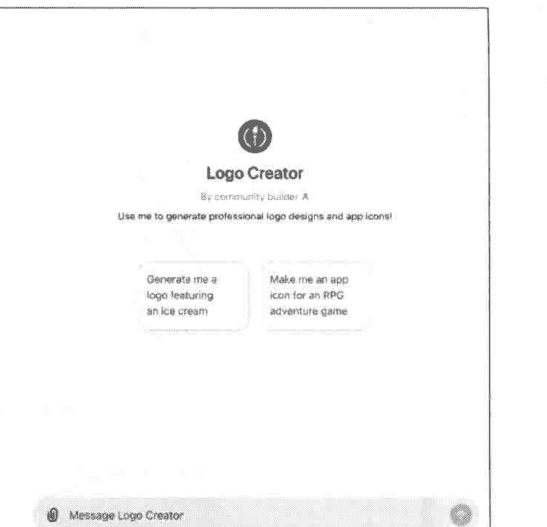 Logo Creator
By community builder
Use me to generate professional logo designs and app icons!
Generate me a
logo featuring
an ice cream
Make me an app
icon for an RPG
adventure game
Message Logo Creator